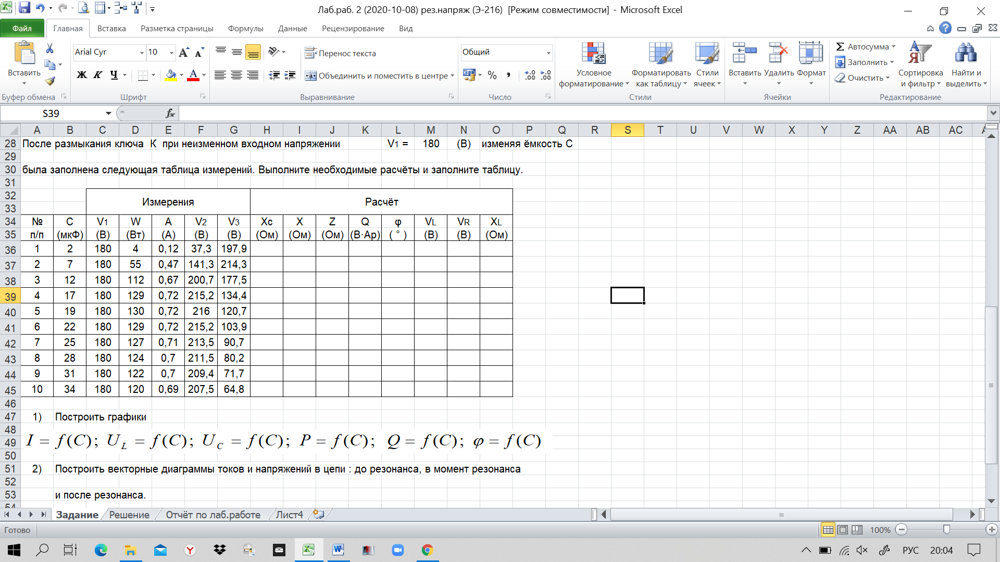 Лаб.раб. 2 (2020-10-08) рез.напряж (Э-216) [Режим совместимости] - Microsoft Excel
Файл Главная Вставка Разметка страницы Формулы Данные Рецензирование Вид
Вставить
Буфер обмена
Arial Cyr 10
Ж К Ч
Шрифт
Перенос текста
Объединить и поместить в центре
Выравнивание
Общий
% ,00
Число
Условное форматирование
Форматировать как таблицу
Стили ячеек
Стили
Вставить Удалить Формат
Ячейки
Σ Автосумма
Заполнить
Очистить
Сортировка и фильтр
Найти и выделить
Редактирование
S39 fx
A B C D E F G H I J K L M N O P Q R S T U V W X Y Z AA AB AC
28 После размыкания ключа К при неизменном входном напряжении V1 = 180 (В) изменяя ёмкость С
29
30 была заполнена следующая таблица измерений. Выполните необходимые расчёты и заполните таблицу.
31
32 Измерения Расчёт
33
34 № C V1 W A V2 V3 Xc X Z Q φ VL VR XL
35 п/п (мкФ) (В) (Вт) (А) (В) (В) (Ом) (Ом) (Ом) (В·Ар) ( ° ) (В) (В) (Ом)
36 1 2 180 4 0,12 37,3 197,9
37 2 7 180 55 0,47 141,3 214,3
38 3 12 180 112 0,67 200,7 177,5
39 4 17 180 129 0,72 215,2 134,4
40 5 19 180 130 0,72 216 120,7
41 6 22 180 129 0,72 215,2 103,9
42 7 25 180 127 0,71 213,5 90,7
43 8 28 180 124 0,7 211,5 80,2
44 9 31 180 122 0,7 209,4 71,7
45 10 34 180 120 0,69 207,5 64,8
46
47 1) Построить графики
48
49 I = f(C); U_L = f(C); U_C = f(C); P = f(C); Q = f(C); φ = f(C)
50
51 2) Построить векторные диаграммы токов и напряжений в цепи : до резонанса, в момент резонанса
52
53 и после резонанса.
54
Задание Решение Отчёт по лаб.работе Лист4
Готово 100%
РУС 20:04